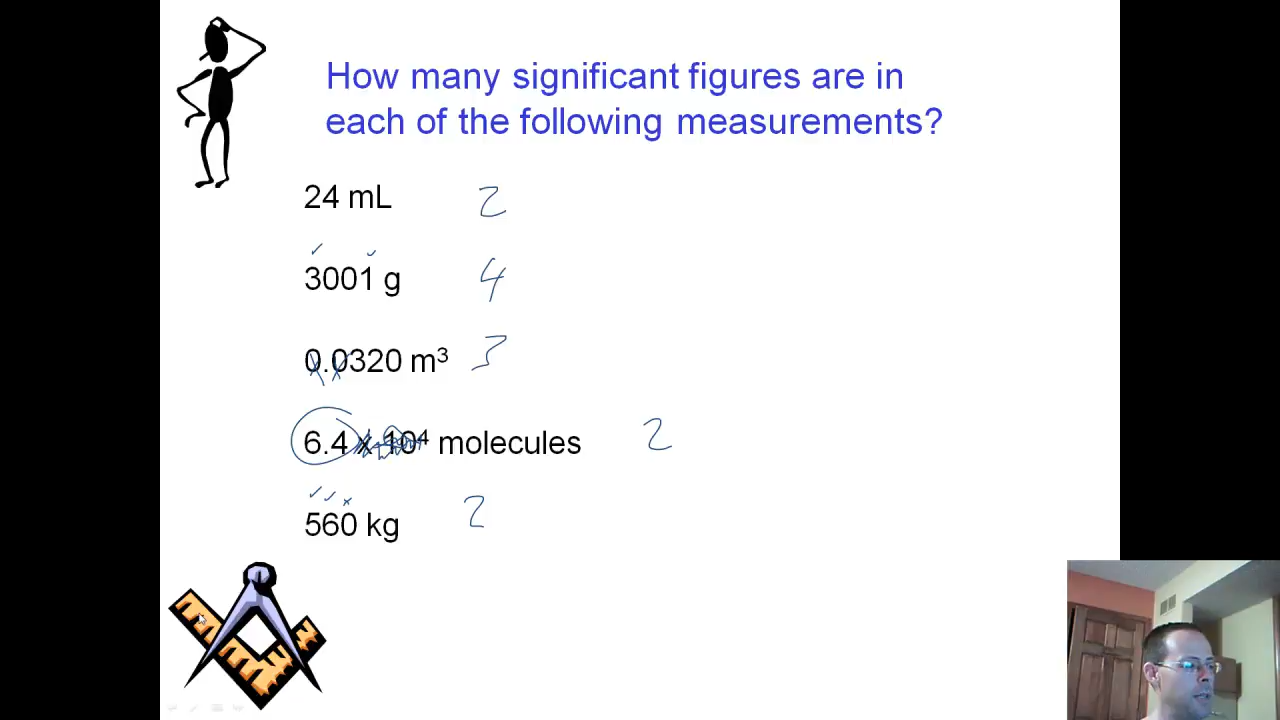 How many significant figures are in
each of the following measurements?
24 mL 2
3001 g 4
0.0320 m³ 3
6.4 x 10⁴ molecules 2
560 kg 2